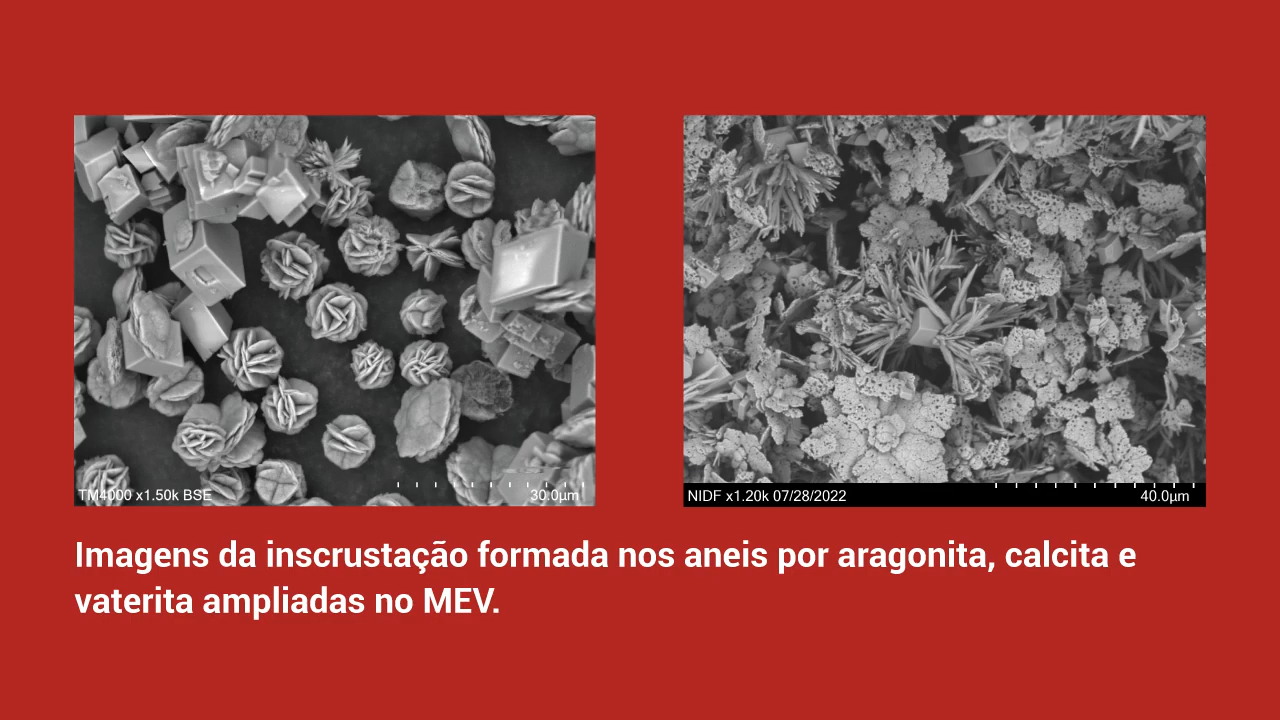 TM4000 x1.50k BSE 30.0µm
NIDF x1.20k 07/28/2022 40.0µm
Imagens da inscrustação formada nos aneis por aragonita, calcita e
vaterita ampliadas no MEV.